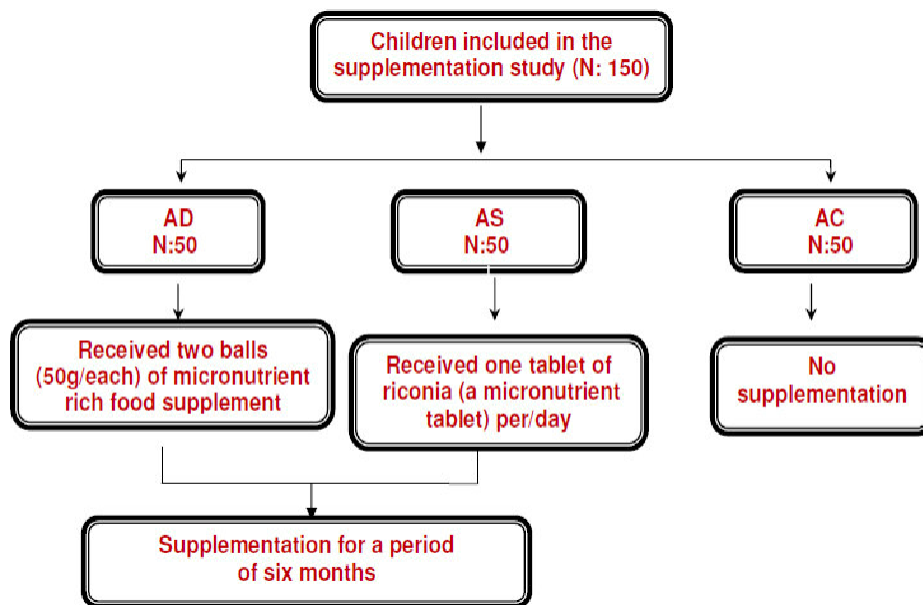 Children included in the
supplementation study (N: 150)
AD
N:50
AS
N:50
AC
N:50
Received two balls
(50g/each) of micronutrient
rich food supplement
Received one tablet of
riconia (a micronutrient
tablet) per/day
No
supplementation
Supplementation for a period
of six months